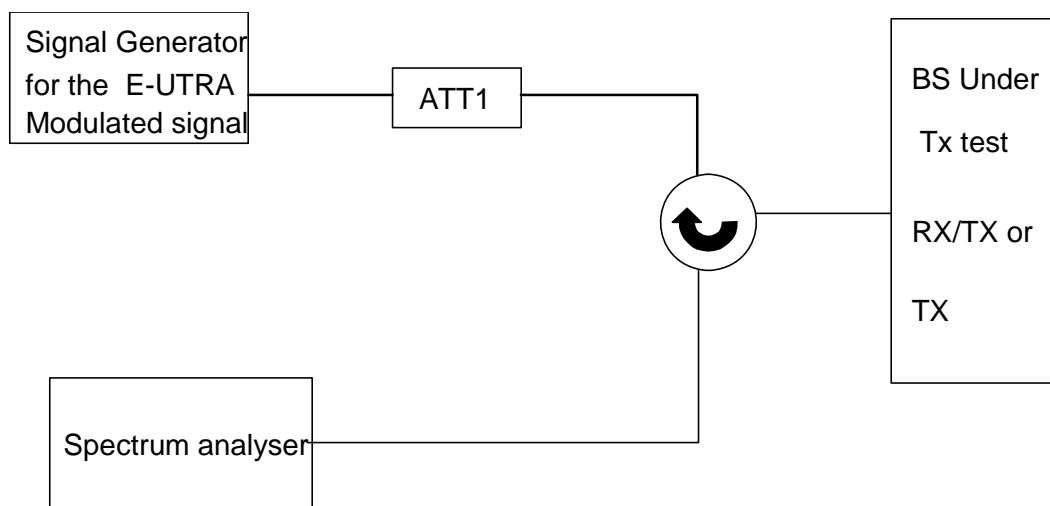 Signal Generator
for the E-UTRA
Modulated signal
ATT1
BS Under
Tx test
RX/TX or
TX
Spectrum analyser